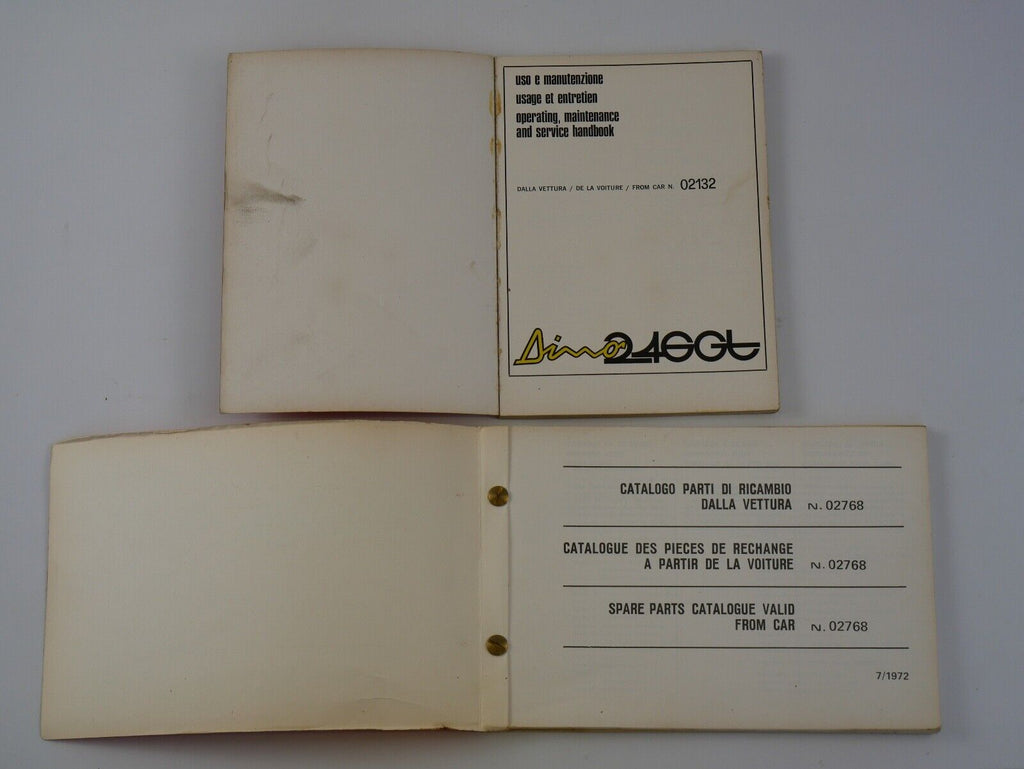 uso e manutenzione
usage et entretien
operating, maintenance
and service handbook
DALLA VETTURA / DE LA VOITURE / FROM CAR N. 02132
Dino 246GT
CATALOGO PARTI DI RICAMBIO
DALLA VETTURA N. 02768
CATALOGUE DES PIECES DE RECHANGE
A PARTIR DE LA VOITURE N. 02768
SPARE PARTS CATALOGUE VALID
FROM CAR N. 02768
7/1972